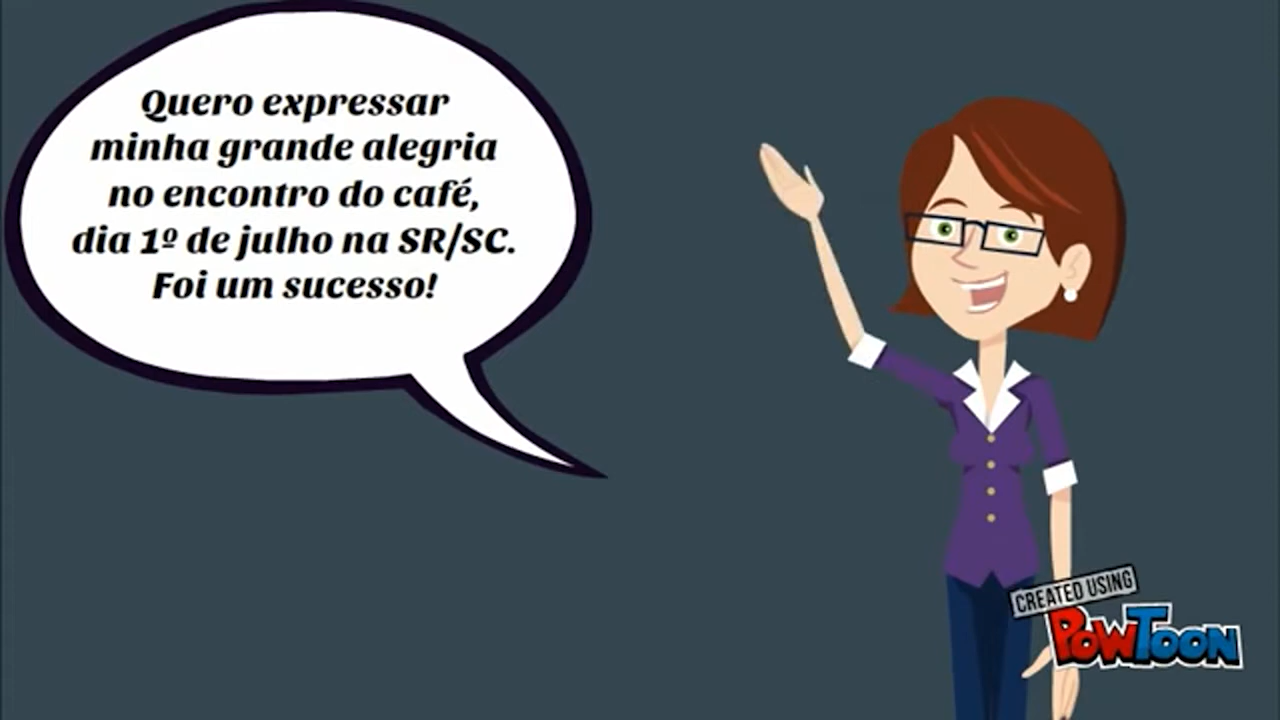 Quero expressar
minha grande alegria
no encontro do café,
dia 1º de julho na SR/SC.
Foi um sucesso!
CREATED USING
POWTOON